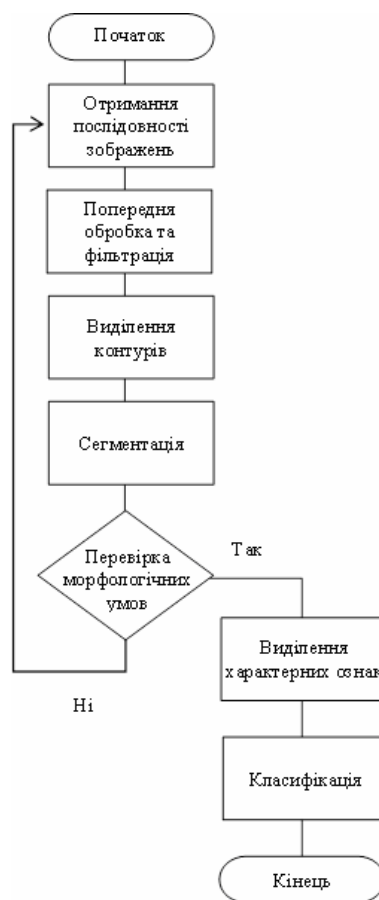 Початок
Отримання
послідовності
зображень
Попередня
обробка та
фільтрація
Виділення
контурів
Сегментація
Перевірка
морфологічних
умов
Так
Ні
Виділення
характерних ознак
Класифікація
Кінець